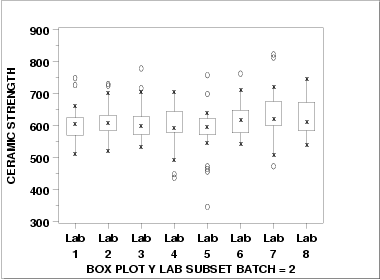 900
800
700
600
500
400
300
CERAMIC STRENGTH
Lab Lab Lab Lab Lab Lab Lab Lab
1 2 3 4 5 6 7 8
BOX PLOT Y LAB SUBSET BATCH = 2